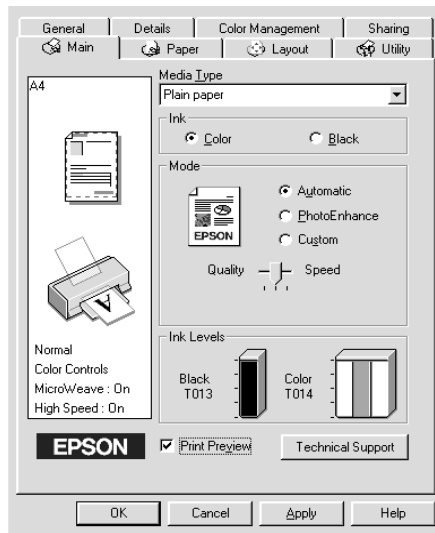 General Details Color Management Sharing
Main Paper Layout Utility
A4
Media Type
Plain paper
Ink
Color Black
Mode
EPSON
Automatic
PhotoEnhance
Custom
Quality Speed
A
Normal
Color Controls
MicroWeave : On
High Speed : On
Ink Levels
Black
T013
Color
T014
EPSON
Print Preview
Technical Support
OK Cancel Apply Help